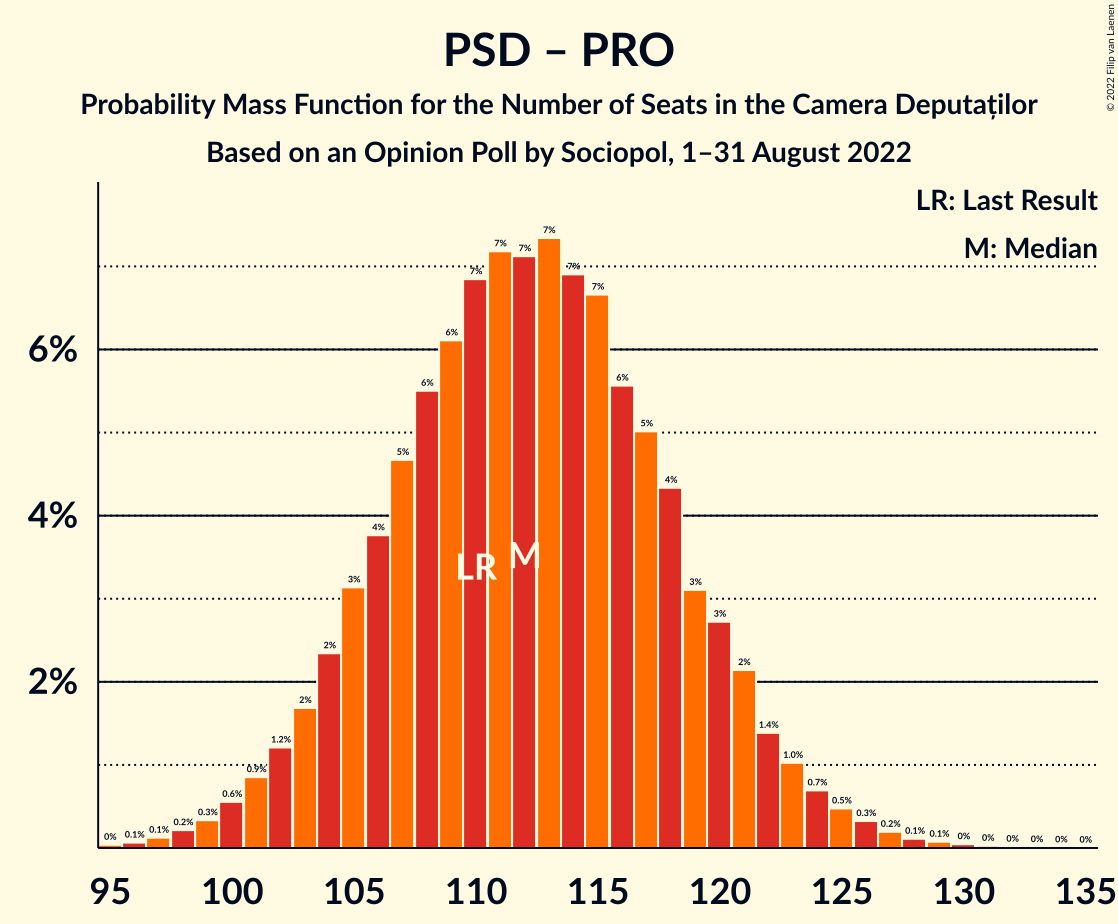 PSD – PRO
Probability Mass Function for the Number of Seats in the Camera Deputaților
Based on an Opinion Poll by Sociopol, 1–31 August 2022
© 2022 Filip van Laenen
LR: Last Result
M: Median
6%
4%
2%
0% 0.1% 0.1% 0.2% 0.3% 0.6% 0.9% 1.2% 2% 2% 3% 4% 5% 6% 6% 7% 7% 7% 7% 7% 7% 6% 5% 4% 3% 3% 2% 1.4% 1.0% 0.7% 0.5% 0.3% 0.2% 0.1% 0.1% 0% 0% 0% 0% 0% 0%
LR M
95 100 105 110 115 120 125 130 135